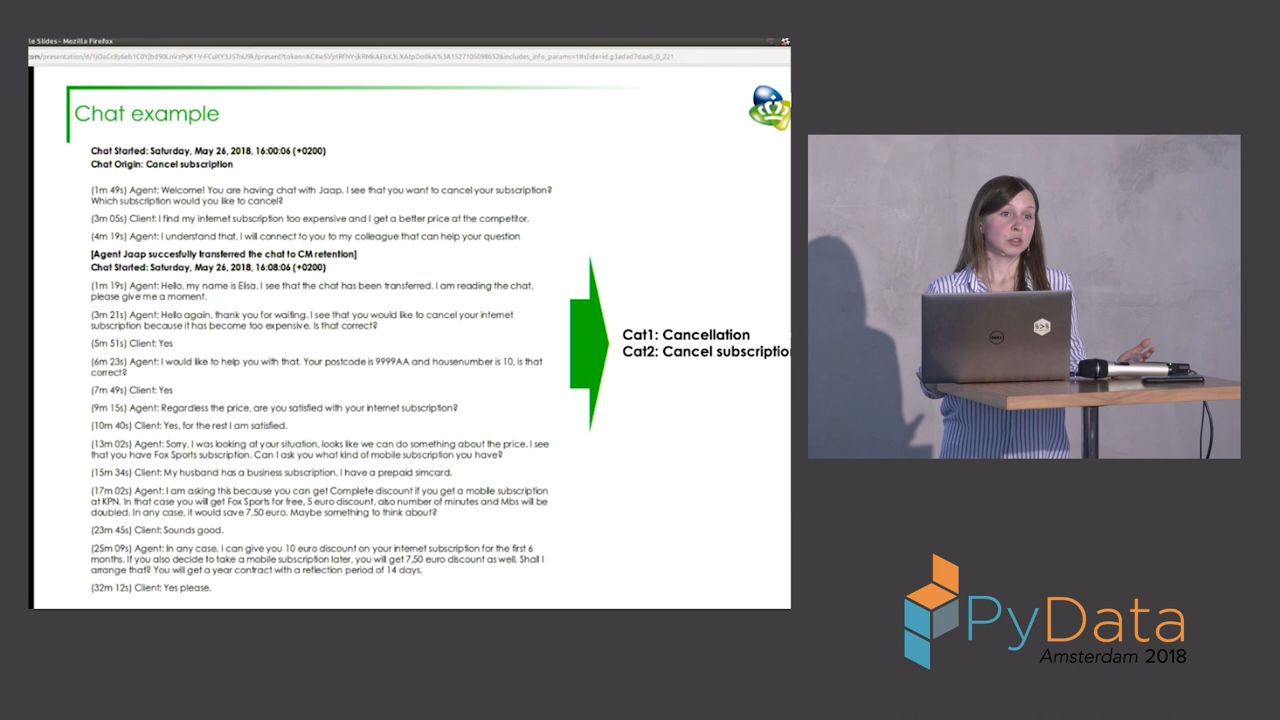 le Slides - Mozilla Firefox
Chat example
Chat Started: Saturday, May 26, 2018, 16:00:06 (+0200)
Chat Origin: Cancel subscription
(1m 49s) Agent: Welcome! You are having chat with Jaap. I see that you want to cancel your subscription?
Which subscription would you like to cancel?
(3m 05s) Client: I find my internet subscription too expensive and I get a better price at the competitor.
(4m 19s) Agent: I understand that, I will connect to you to my colleague that can help your question
[Agent Jaap succesfully transferred the chat to CM retention]
Chat Started: Saturday, May 26, 2018, 16:08:06 (+0200)
(1m 19s) Agent: Hello, my name is Elisa. I see that the chat has been transferred. I am reading the chat,
please give me a moment.
(3m 21s) Agent: Hello again, thank you for waiting. I see that you would like to cancel your internet
subscription because it has become too expensive. Is that correct?
(5m 51s) Client: Yes
(6m 23s) Agent: I would like to help you with that. Your postcode is 9999AA and housenumber is 10, is that
correct?
(7m 49s) Client: Yes
(9m 15s) Agent: Regardless the price, are you satisfied with your internet subscription?
(10m 40s) Client: Yes, for the rest I am satisfied.
(13m 02s) Agent: Sorry, I was looking at your situation, looks like we can do something about the price. I see
that you have Fox Sports subscription. Can I ask you what kind of mobile subscription you have?
(15m 34s) Client: My husband has a business subscription, I have a prepaid simcard.
(17m 02s) Agent: I am asking this because you can get Complete discount if you get a mobile subscription
at KPN. In that case you will get Fox Sports for free, 5 euro discount, also number of minutes and Mbs will be
doubled. In any case, it would save 7,50 euro. Maybe something to think about?
(23m 45s) Client: Sounds good.
(25m 09s) Agent: In any case, I can give you 10 euro discount on your internet subscription for the first 6
months. If you also decide to take a mobile subscription later, you will get 7,50 euro discount as well. Shall I
arrange that? You will get a year contract with a reflection period of 14 days.
(32m 12s) Client: Yes please.
Cat1: Cancellation
Cat2: Cancel subscriptio
DELL
PyData
Amsterdam 2018